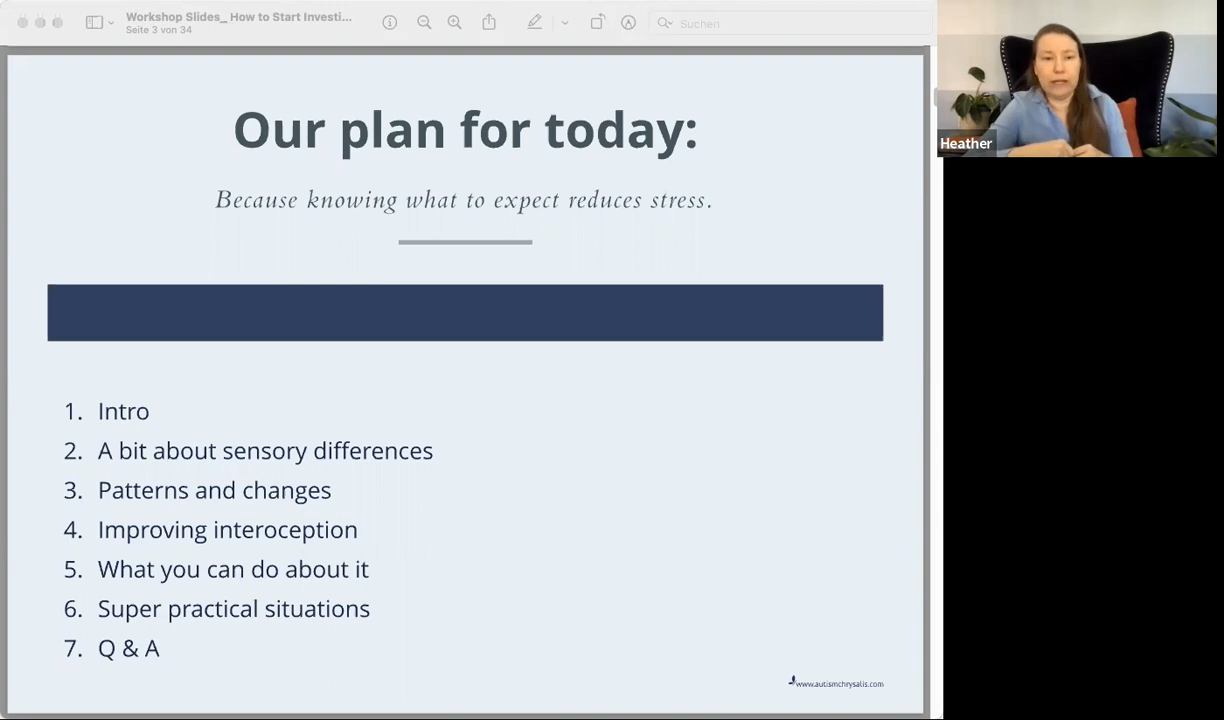 Workshop Slides_ How to Start Investi...
Seite 3 von 34
Suchen
Heather
Our plan for today:
Because knowing what to expect reduces stress.
1. Intro
2. A bit about sensory differences
3. Patterns and changes
4. Improving interoception
5. What you can do about it
6. Super practical situations
7. Q & A
www.autismchrysalis.com